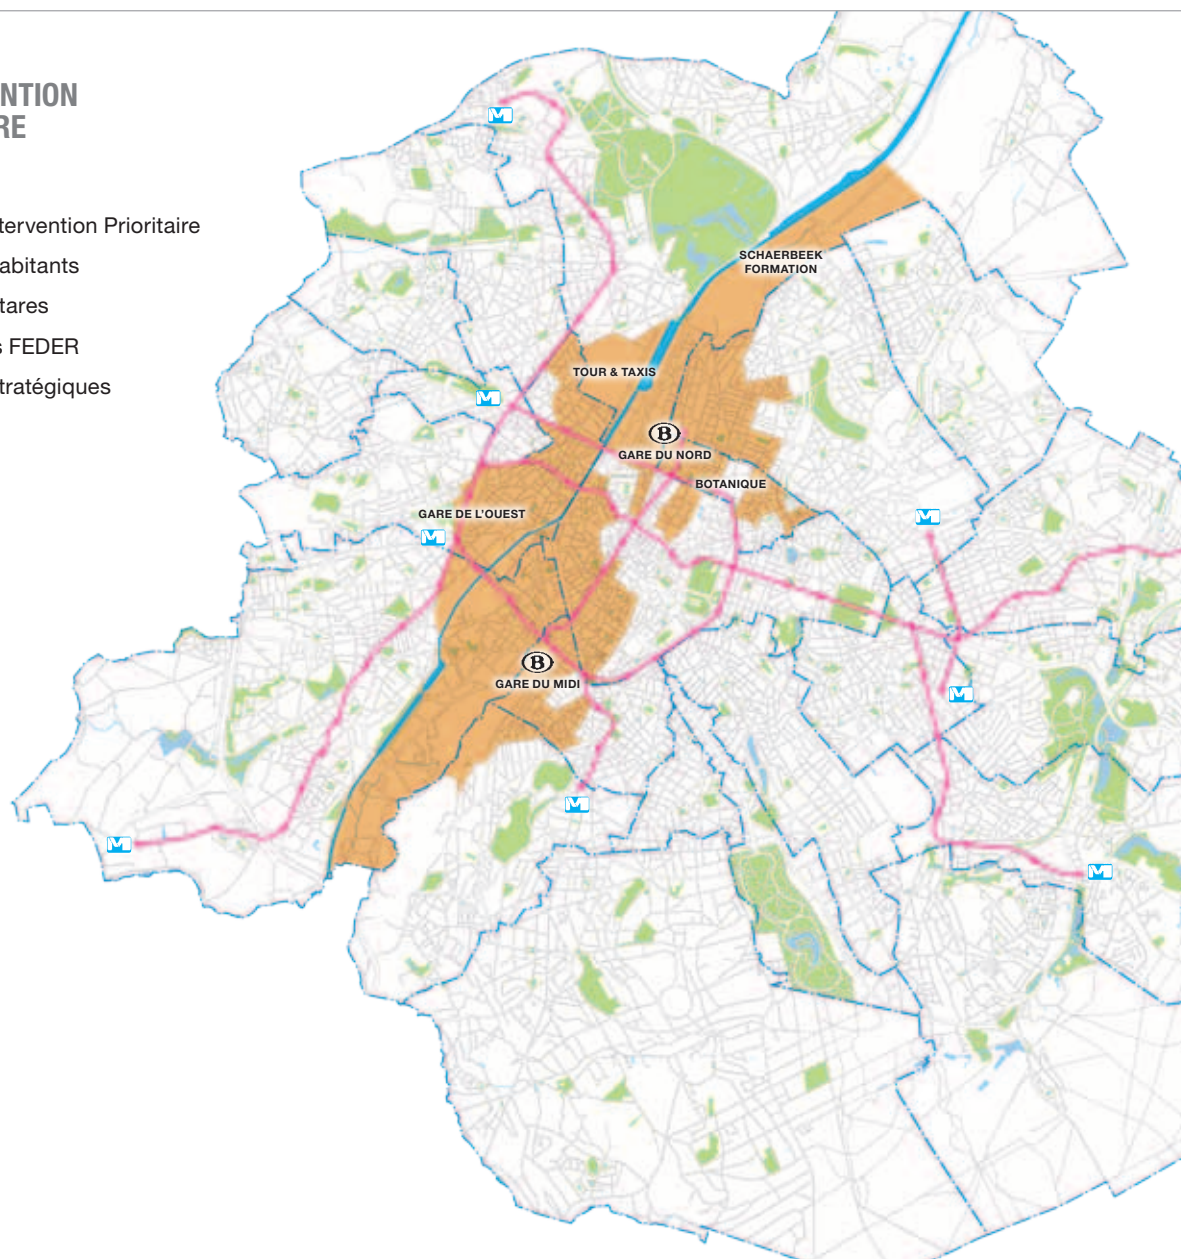 NTION
RE
tervention Prioritaire
abitants
tares
s FEDER
tratégiques
M
SCHAERBEEK
FORMATION
TOUR & TAXIS
M
B
GARE DU NORD
BOTANIQUE
GARE DE L'OUEST
M
M
B
GARE DU MIDI
M
M
M
M